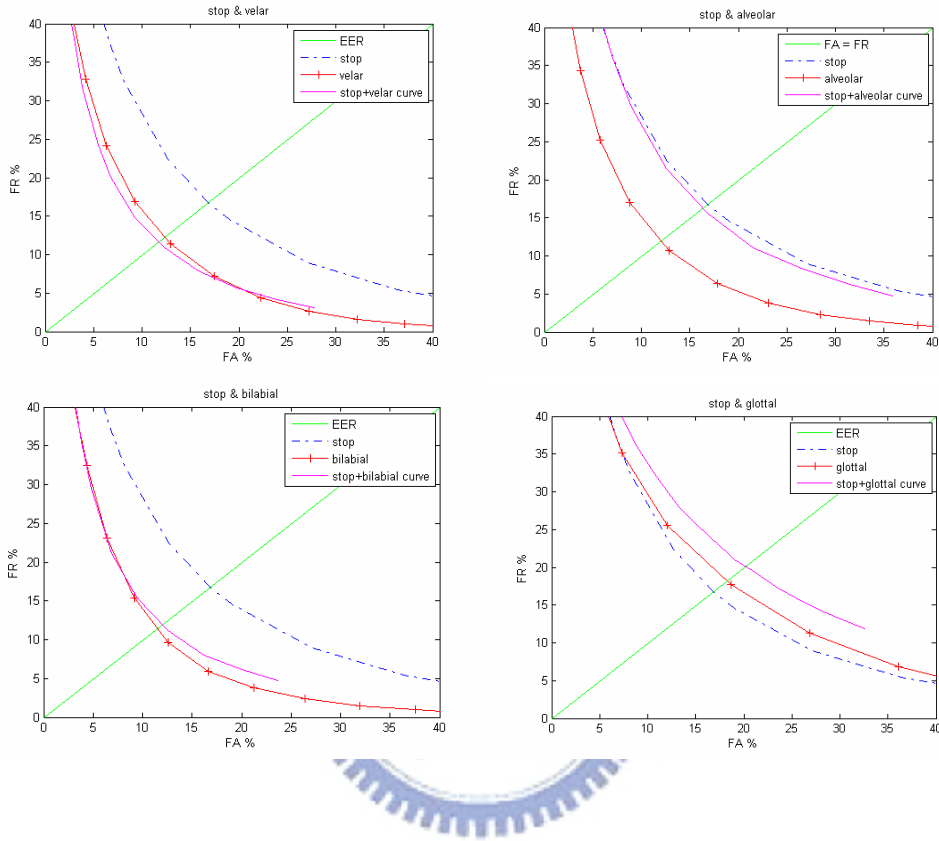 stop & velar
40
35
30
25
20
15
10
5
0
FR %
0 5 10 15 20 25 30 35 40
FA %
EER
stop
velar
stop+velar curve
stop & alveolar
40
35
30
25
20
15
10
5
0
FR %
0 5 10 15 20 25 30 35 40
FA %
FA = FR
stop
alveolar
stop+alveolar curve
stop & bilabial
40
35
30
25
20
15
10
5
0
FR %
0 5 10 15 20 25 30 35 40
FA %
EER
stop
bilabial
stop+bilabial curve
stop & glottal
40
35
30
25
20
15
10
5
0
FR %
0 5 10 15 20 25 30 35 40
FA %
EER
stop
glottal
stop+glottal curve